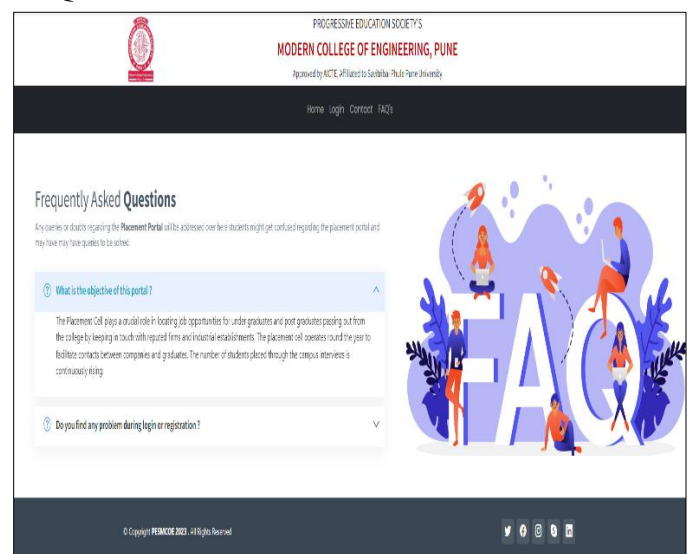 PROGRESSIVE EDUCATION SOCIETY'S
MODERN COLLEGE OF ENGINEERING, PUNE
Approved by AICTE, Affiliated to Savitribai Phule Pune University
Home Login Contact FAQ's
Frequently Asked Questions
Any queries or doubts regarding the Placement Portal will be addressed over here students might get confused regarding the placement portal and
may have may have queries to be solved.
What is the objective of this portal ?
The Placement Cell plays a crucial role in locating job opportunities for under graduates and post graduates passing out from
the college by keeping in touch with reputed firms and industrial establishments. The placement cell operates round the year to
facilitate contacts between companies and graduates. The number of students placed through the campus interviews is
continuously rising.
Do you find any problem during login or registration ?
FAQ
© Copyright PESMCOE 2023 . All Rights Reserved